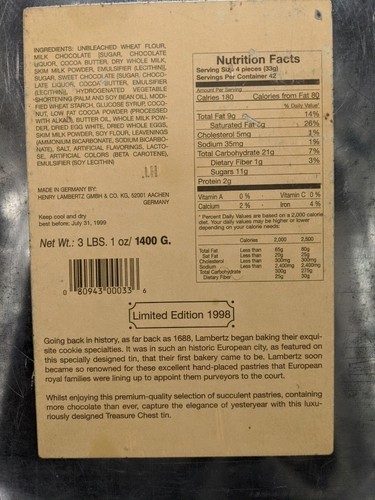 INGREDIENTS: UNBLEACHED WHEAT FLOUR,
MILK CHOCOLATE [SUGAR, CHOCOLATE
LIQUOR, COCOA BUTTER, DRY WHOLE MILK,
SKIM MILK POWDER, EMULSIFIER (LECITHIN)],
SUGAR, SWEET CHOCOLATE [SUGAR, CHOCO-
LATE LIQUOR, COCOA BUTTER, EMULSIFIER
(LECITHIN)], HYDROGENATED VEGETABLE
SHORTENING (PALM AND SOY BEAN OIL), MODI-
FIED WHEAT STARCH, GLUCOSE SYRUP, COCO-
NUT, LOW FAT COCOA POWDER (PROCESSED
WITH ALKALI), BUTTER OIL, WHOLE MILK POW-
DER, DRIED EGG WHITE, DRIED WHOLE EGGS,
SKIM MILK POWDER, SOY FLOUR, LEAVENINGS
(AMMONIUM BICARBONATE, SODIUM BICARBO-
NATE), SALT, ARTIFICIAL FLAVORINGS, LACTO-
SE, ARTIFICIAL COLORS (BETA CAROTENE),
EMULSIFIER (SOY LECITHIN)
MADE IN GERMANY BY:
HENRY LAMBERTZ GMBH & CO. KG, 52001 AACHEN
GERMANY
Keep cool and dry
best before: July 31, 1999
Net Wt.: 3 LBS. 1 oz/ 1400 G.
0 80943 00033 6
Nutrition Facts
Serving Size 4 pieces (33g)
Servings Per Container 42
Amount Per Serving
Calries 180 Calories from Fat 80
% Daily Value*
Total Fat 9g 14%
Saturated Fat 5g 26%
Cholesterol 5mg 2%
Sodium 35mg 1%
Total Carbohydrate 21g 7%
Dietary Fiber 1g 3%
Sugars 11g
Protein 2g
Vitamin A 0 % Vitamin C 0 %
Calcium 2 % Iron 4 %
* Percent Daily Values are based on a 2,000 calorie
diet. Your daily values may be higher or lower
depending on your calorie needs:
Calories 2,000 2,500
Total Fat Less than 65g 80g
Sat Fat Less than 20g 25g
Cholesterol Less than 300mg 300mg
Sodium Less than 2,400mg 2,400mg
Total Carbohydrate 300g 375g
Dietary Fiber 25g 30g
Limited Edition 1998
Going back in history, as far back as 1688, Lambertz began baking their exqui-
site cookie specialties. It was in such an historic European city, as featured on
this specially designed tin, that their first bakery came to be. Lambertz soon
became so renowned for these excellent hand-placed pastries that European
royal families were lining up to appoint them purveyors to the court.
Whilst enjoying this premium-quality selection of succulent pastries, containing
more chocolate than ever, capture the elegance of yesteryear with this luxu-
riously designed Treasure Chest tin.